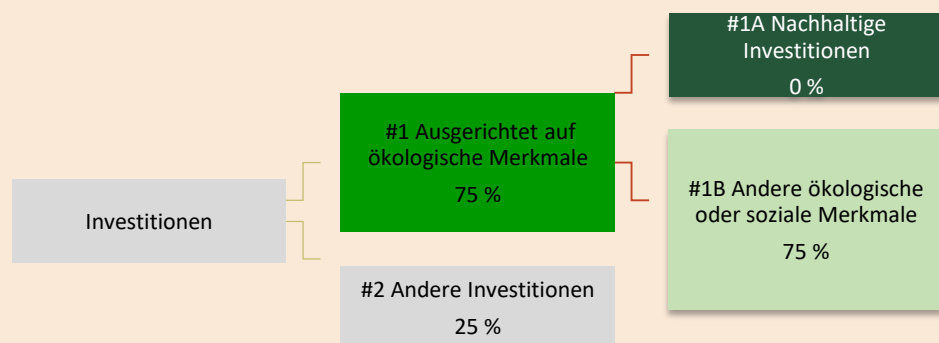 #1A Nachhaltige
Investitionen
0 %
#1 Ausgerichtet auf
ökologische Merkmale
75 %
#1B Andere ökologische
oder soziale Merkmale
75 %
Investitionen
#2 Andere Investitionen
25 %